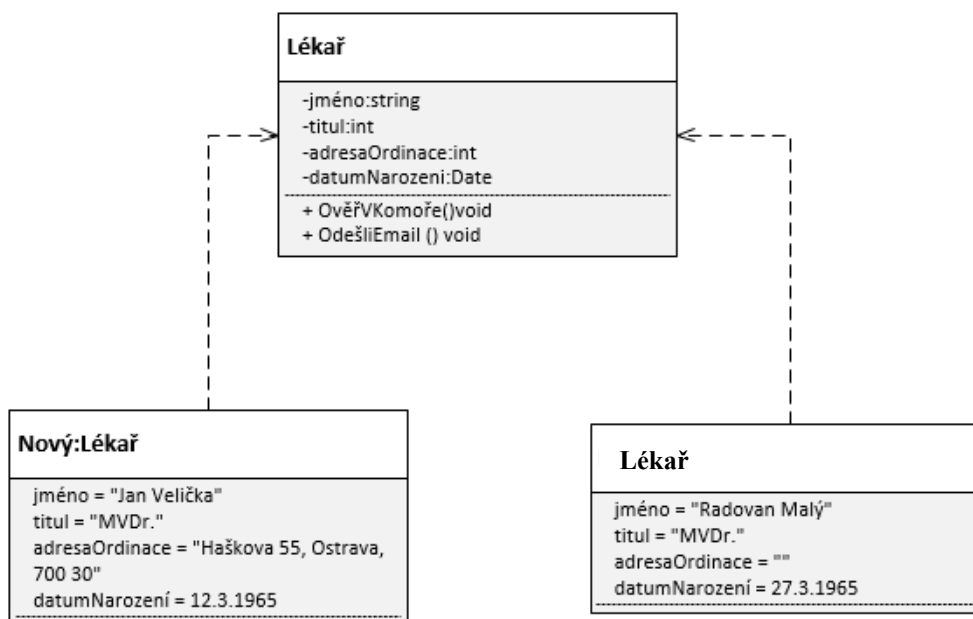 Lékař
-jméno:string
-titul:int
-adresaOrdinace:int
-datumNarozeni:Date
+ OvěřVKomoře()void
+ OdešliEmail () void
Nový:Lékař
jméno = "Jan Velička"
titul = "MVDr."
adresaOrdinace = "Haškova 55, Ostrava,
700 30"
datumNarození = 12.3.1965
Lékař
jméno = "Radovan Malý"
titul = "MVDr."
adresaOrdinace = ""
datumNarození = 27.3.1965